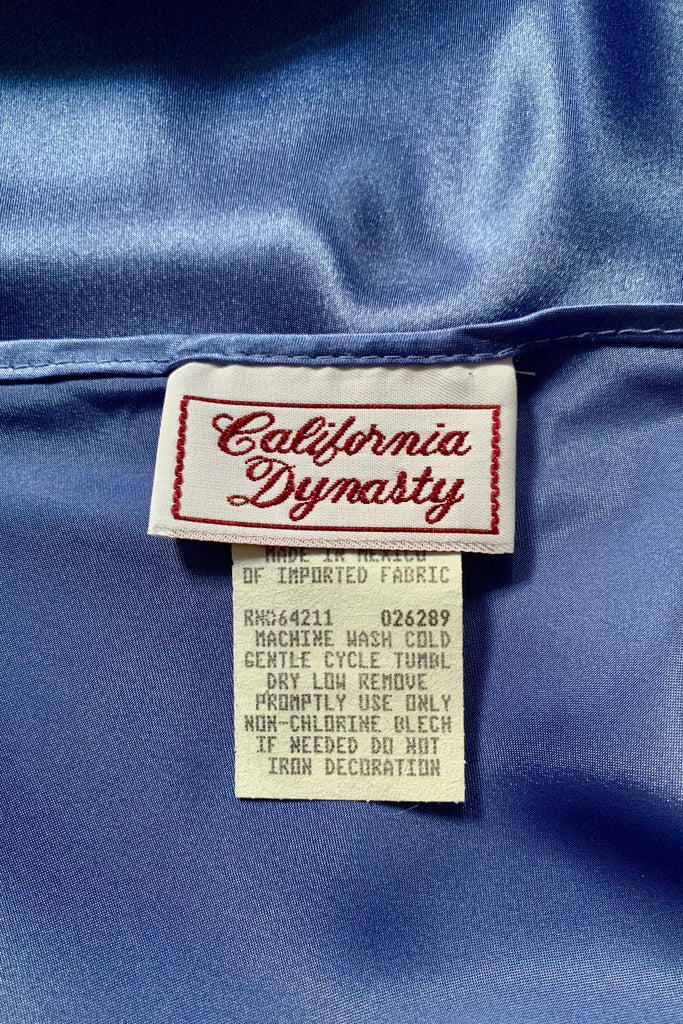 California
Dynasty
MADE IN MEXICO
OF IMPORTED FABRIC
RN064211 026289
MACHINE WASH COLD
GENTLE CYCLE TUMBL
DRY LOW REMOVE
PROMPTLY USE ONLY
NON-CHLORINE BLECH
IF NEEDED DO NOT
IRON DECORATION